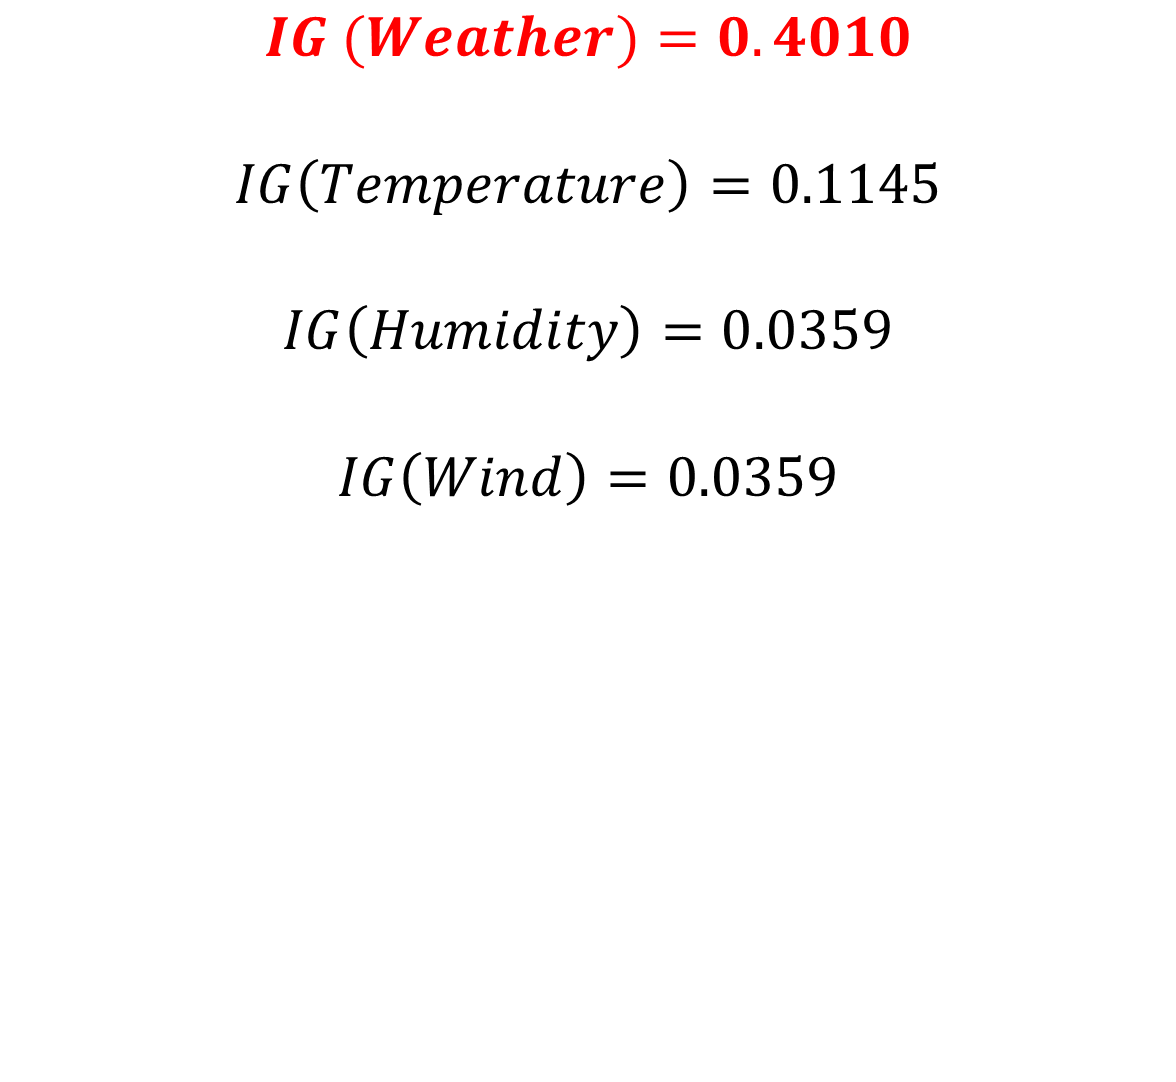 IG (Weather) = 0.4010
IG(Temperature) = 0.1145
IG(Humidity) = 0.0359
IG(Wind) = 0.0359